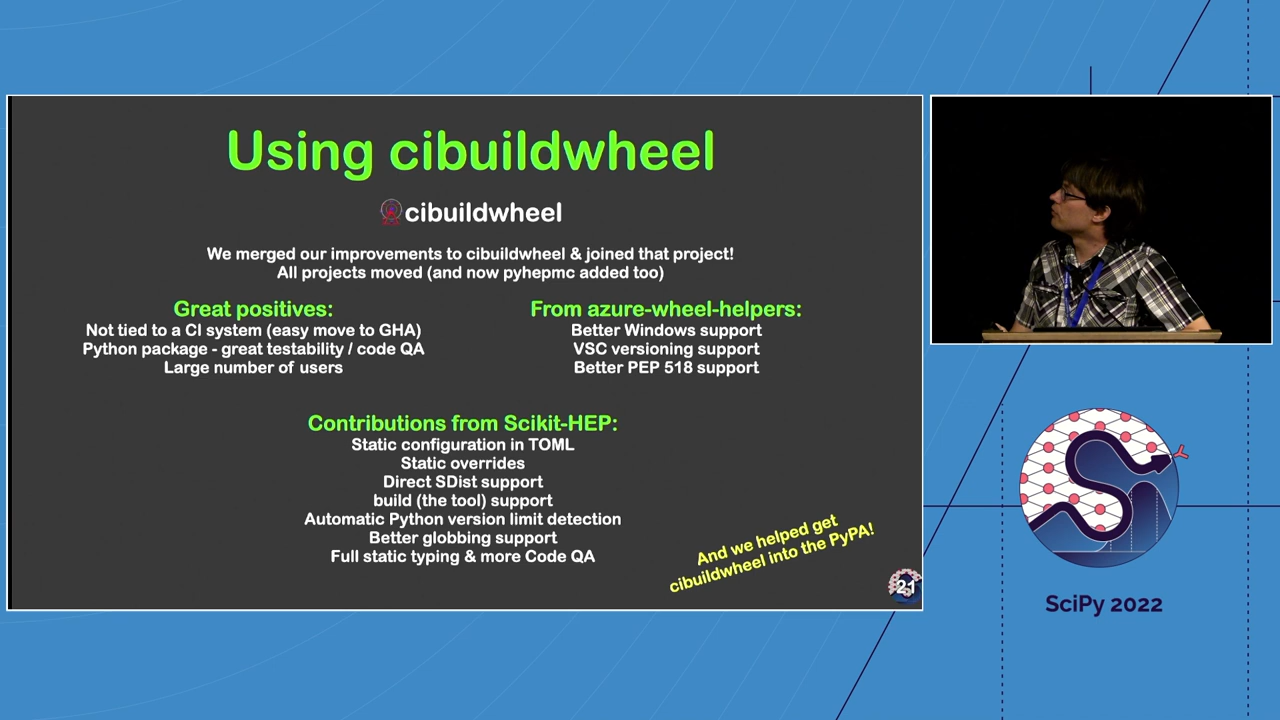 Using cibuildwheel
cibuildwheel
We merged our improvements to cibuildwheel & joined that project!
All projects moved (and now pyhepmc added too)
Great positives:
Not tied to a CI system (easy move to GHA)
Python package - great testability / code QA
Large number of users
From azure-wheel-helpers:
Better Windows support
VSC versioning support
Better PEP 518 support
Contributions from Scikit-HEP:
Static configuration in TOML
Static overrides
Direct SDist support
build (the tool) support
Automatic Python version limit detection
Better globbing support
Full static typing & more Code QA
And we helped get
cibuildwheel into the PyPA!
21
SciPy 2022